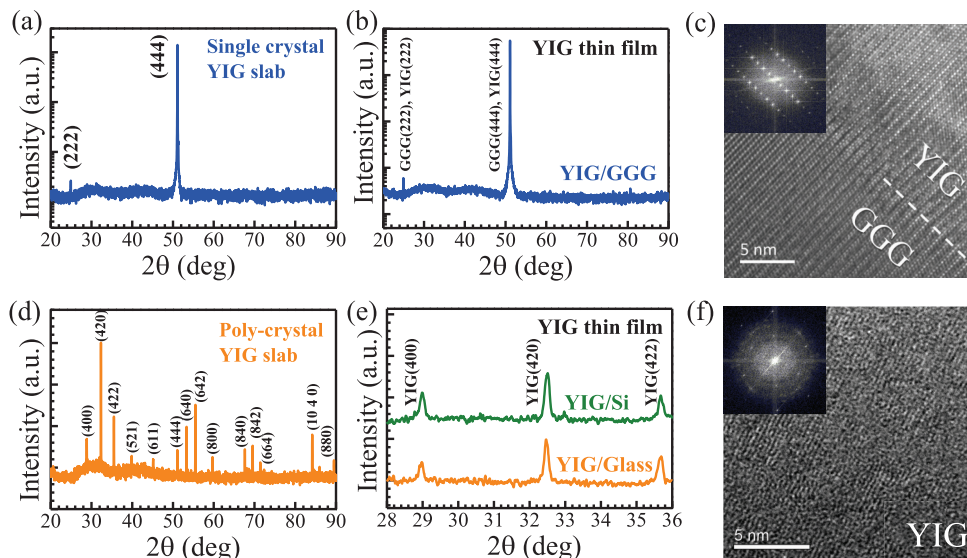 (a)
Intensity (a.u.)
(222)
(444)
Single crystal
YIG slab
20 30 40 50 60 70 80 90
2θ (deg)
(b)
Intensity (a.u.)
GGG(222), YIG(222)
GGG(444), YIG(444)
YIG thin film
YIG/GGG
20 30 40 50 60 70 80 90
2θ (deg)
(c)
YIG
GGG
5 nm
(d)
Intensity (a.u.)
Poly-crystal
YIG slab
(400)
(420)
(422)
(521)
(611)
(444)
(640)
(642)
(800)
(840)
(842)
(664)
(10 4 0)
(880)
20 30 40 50 60 70 80 90
2θ (deg)
(e)
Intensity (a.u.)
YIG thin film
YIG(400)
YIG(420)
YIG(422)
YIG/Si
YIG/Glass
28 29 30 31 32 33 34 35 36
2θ (deg)
(f)
5 nm
YIG